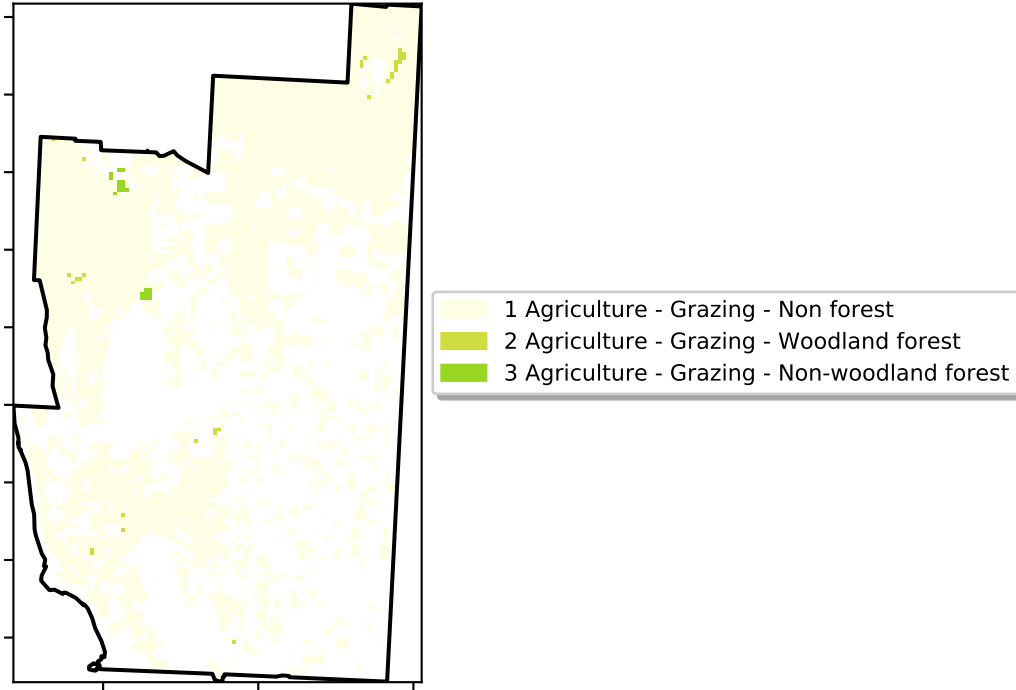 1 Agriculture - Grazing - Non forest
2 Agriculture - Grazing - Woodland forest
3 Agriculture - Grazing - Non-woodland forest